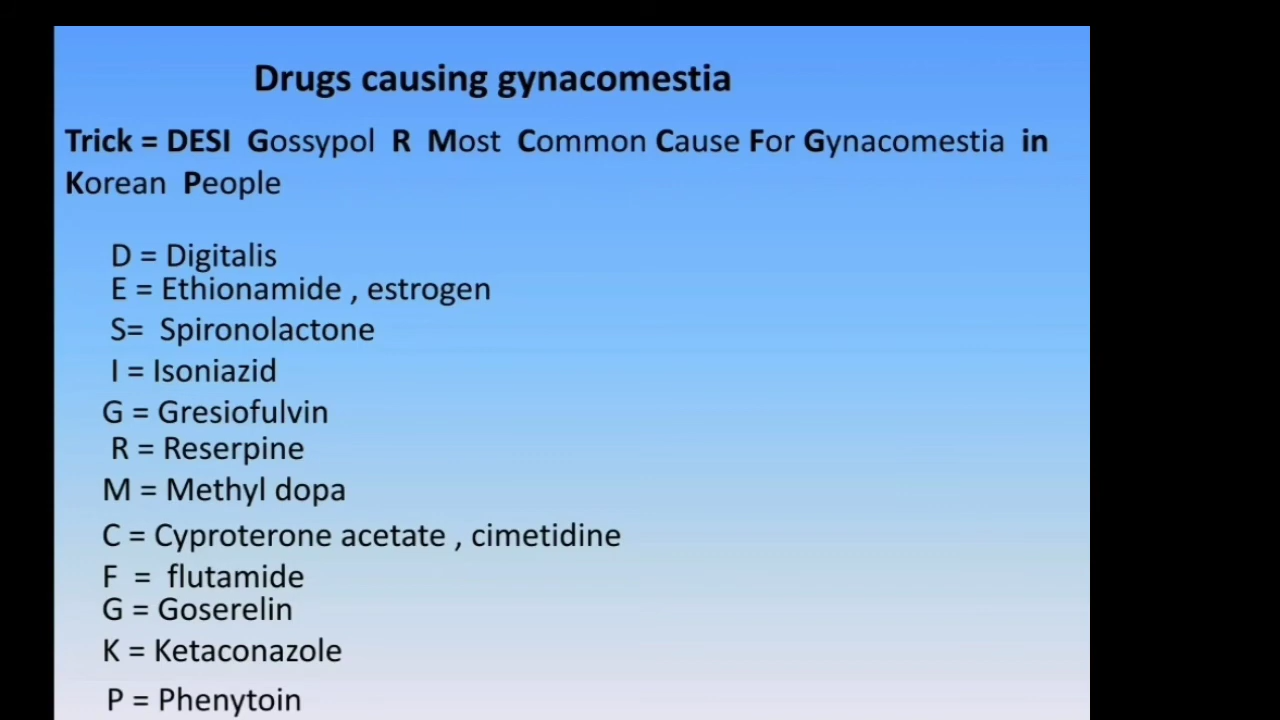 Drugs causing gynacomestia
Trick = DESI Gossypol R Most Common Cause For Gynacomestia in
Korean People
D = Digitalis
E = Ethionamide , estrogen
S= Spironolactone
I = Isoniazid
G = Gresiofulvin
R = Reserpine
M = Methyl dopa
C = Cyproterone acetate , cimetidine
F = flutamide
G = Goserelin
K = Ketaconazole
P = Phenytoin